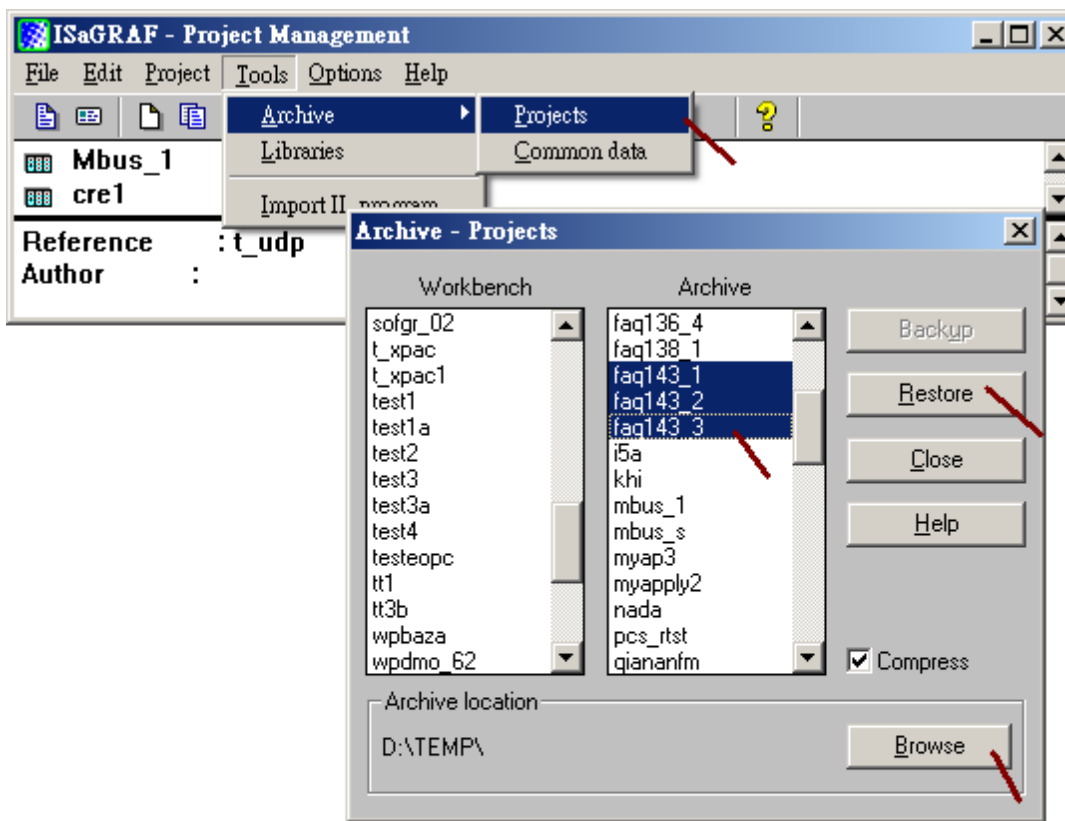 ISaGRAF - Project Management
File Edit Project Tools Options Help
Archive
Projects
Libraries
Common data
Import IL program
Mbus_1
cre1
Reference : t_udp
Author :
Archive - Projects
Workbench
Archive
sofgr_02
t_xpac
t_xpac1
test1
test1a
test2
test3
test3a
test4
testeopc
tt1
tt3b
wpbaza
wpdmo_62
faq136_4
faq138_1
faq143_1
faq143_2
faq143_3
i5a
khi
mbus_1
mbus_s
myap3
myapply2
nada
pcs_rtst
qiananfm
Backup
Restore
Close
Help
Compress
Archive location
D:\TEMP\
Browse